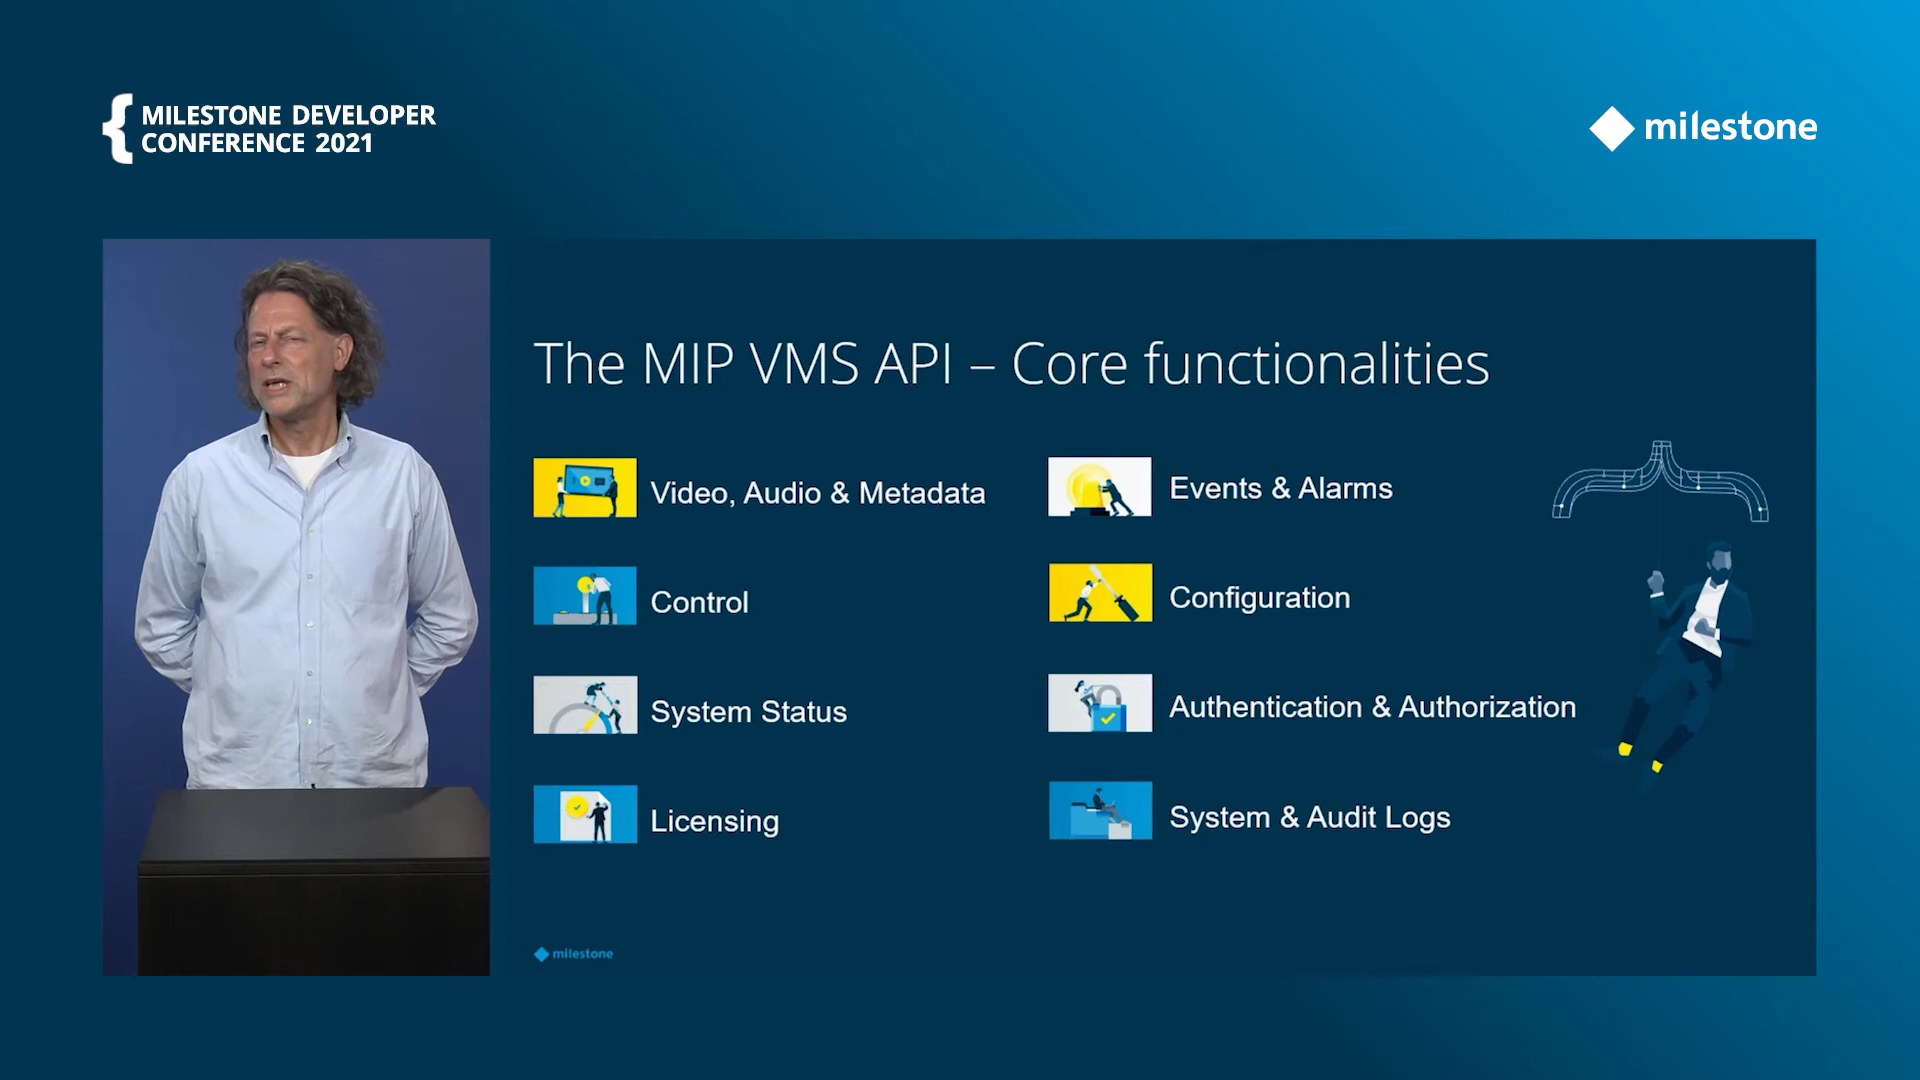 MILESTONE DEVELOPER
CONFERENCE 2021
milestone
The MIP VMS API – Core functionalities
Video, Audio & Metadata
Events & Alarms
Control
Configuration
System Status
Authentication & Authorization
Licensing
System & Audit Logs
milestone